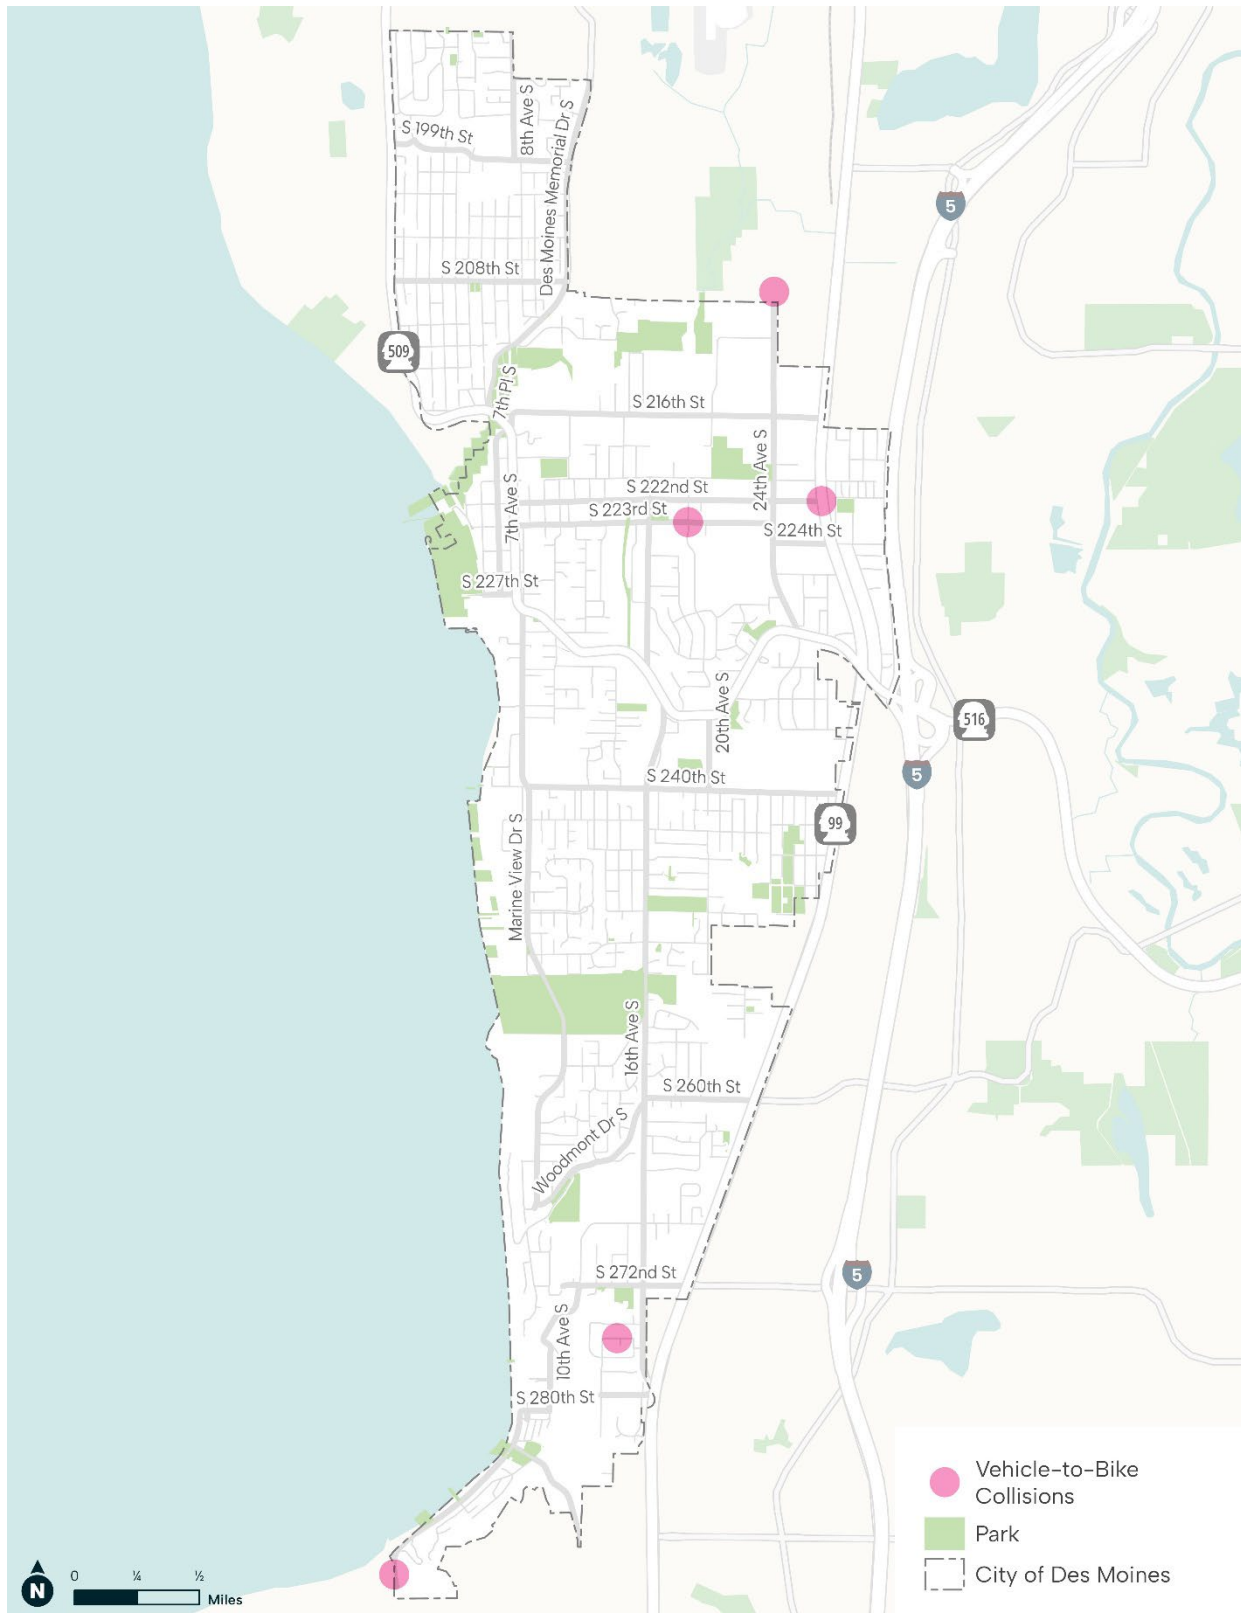 S 199th St
8th Ave S
Des Moines Memorial Dr S
5
S 208th St
509
7th Pl S
S 216th St
24th Ave S
S 222nd St
S 223rd St
7th Ave S
S 224th St
S 227th St
20th Ave S
516
S 240th St
5
99
Marine View Dr S
16th Ave S
S 260th St
Woodmont Dr S
S 272nd St
5
10th Ave S
S 280th St
Vehicle-to-Bike
Collisions
Park
City of Des Moines
N
0 ¼ ½
Miles